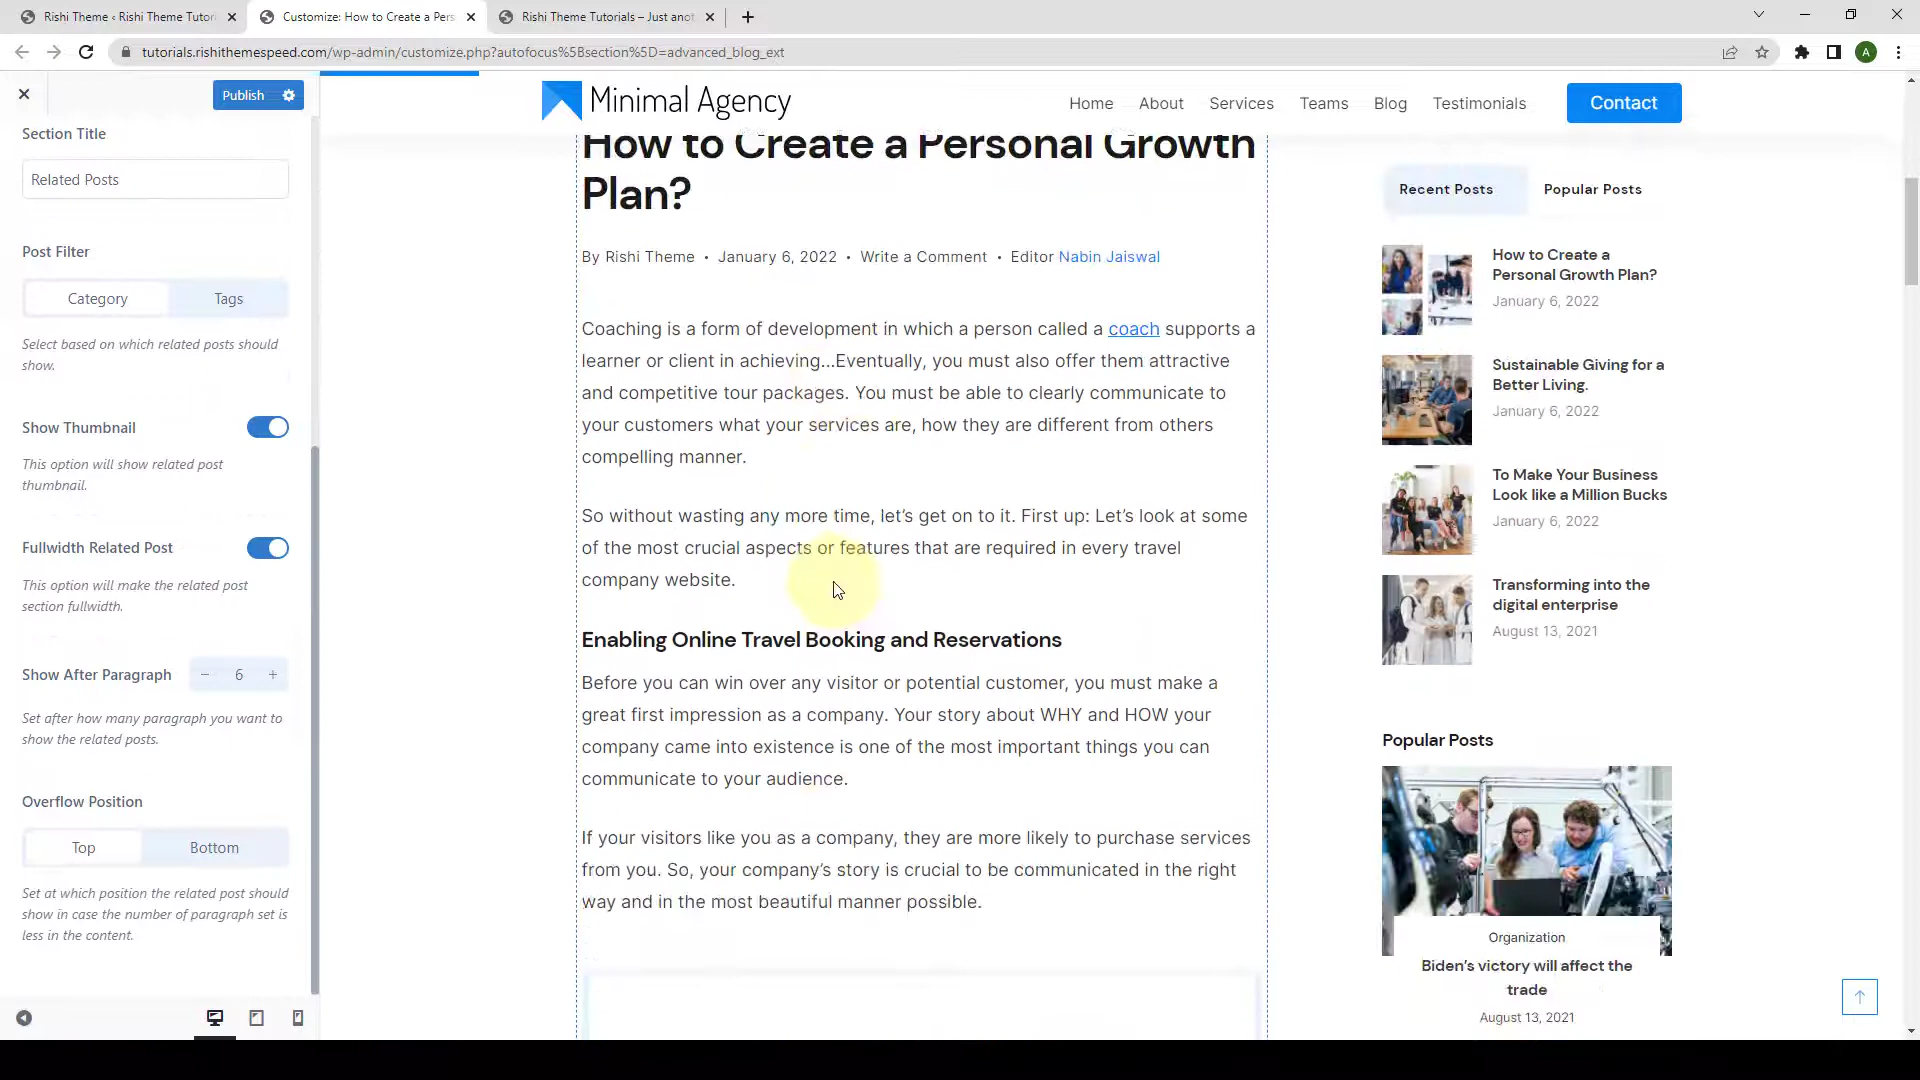 Rishi Theme ‹ Rishi Theme Tutori
Customize: How to Create a Pers
Rishi Theme Tutorials – Just anot
tutorials.rishithemespeed.com/wp-admin/customize.php?autofocus%5Bsection%5D=advanced_blog_ext
A
Publish
Section Title
Related Posts
Post Filter
Category
Tags
Select based on which related posts should
show.
Show Thumbnail
This option will show related post
thumbnail.
Fullwidth Related Post
This option will make the related post
section fullwidth.
Show After Paragraph
− 6 +
Set after how many paragraph you want to
show the related posts.
Overflow Position
Top
Bottom
Set at which position the related post should
show in case the number of paragraph set is
less in the content.
Minimal Agency
Home
About
Services
Teams
Blog
Testimonials
Contact
How to Create a Personal Growth
Plan?
By Rishi Theme • January 6, 2022 • Write a Comment • Editor Nabin Jaiswal
Coaching is a form of development in which a person called a coach supports a
learner or client in achieving...Eventually, you must also offer them attractive
and competitive tour packages. You must be able to clearly communicate to
your customers what your services are, how they are different from others
compelling manner.
So without wasting any more time, let’s get on to it. First up: Let’s look at some
of the most crucial aspects or features that are required in every travel
company website.
Enabling Online Travel Booking and Reservations
Before you can win over any visitor or potential customer, you must make a
great first impression as a company. Your story about WHY and HOW your
company came into existence is one of the most important things you can
communicate to your audience.
If your visitors like you as a company, they are more likely to purchase services
from you. So, your company’s story is crucial to be communicated in the right
way and in the most beautiful manner possible.
Recent Posts
Popular Posts
How to Create a
Personal Growth Plan?
January 6, 2022
Sustainable Giving for a
Better Living.
January 6, 2022
To Make Your Business
Look like a Million Bucks
January 6, 2022
Transforming into the
digital enterprise
August 13, 2021
Popular Posts
Organization
Biden’s victory will affect the
trade
August 13, 2021